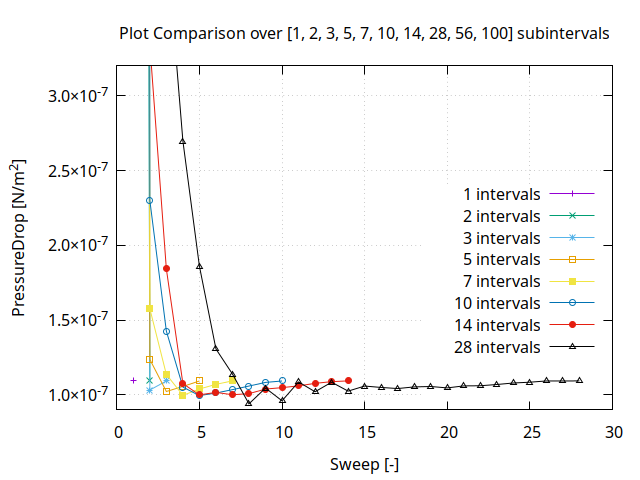 Plot Comparison over [1, 2, 3, 5, 7, 10, 14, 28, 56, 100] subintervals
PressureDrop [N/m²]
3.0×10⁻⁷
2.5×10⁻⁷
2.0×10⁻⁷
1.5×10⁻⁷
1.0×10⁻⁷
1 intervals
2 intervals
3 intervals
5 intervals
7 intervals
10 intervals
14 intervals
28 intervals
0 5 10 15 20 25 30
Sweep [-]